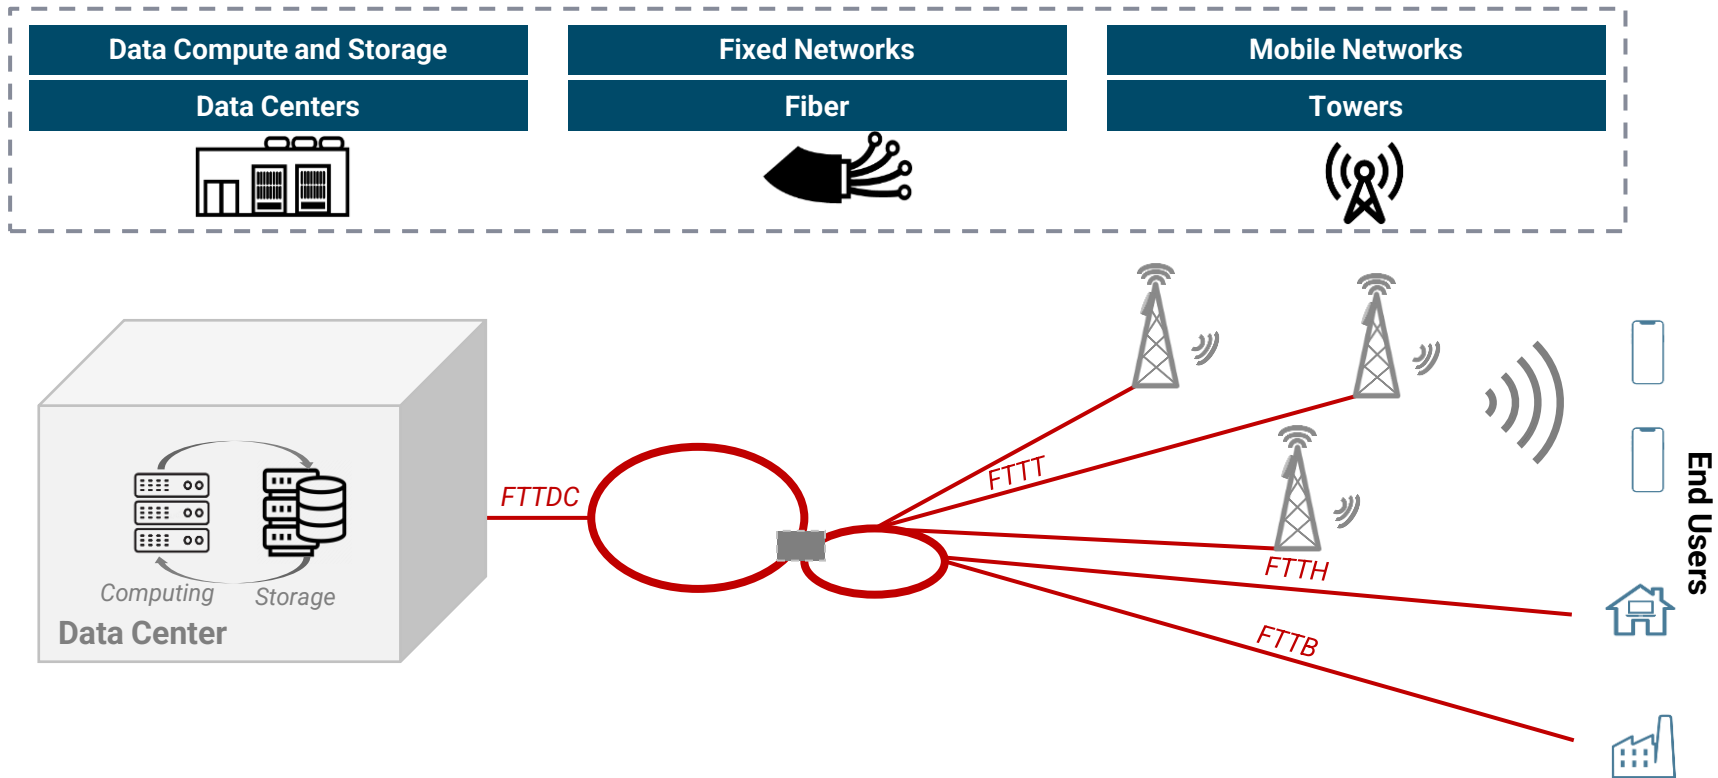 Data Compute and Storage
Fixed Networks
Mobile Networks
Data Centers
Fiber
Towers
FTTDC
FTTT
FTTH
FTTB
Computing
Storage
Data Center
End Users